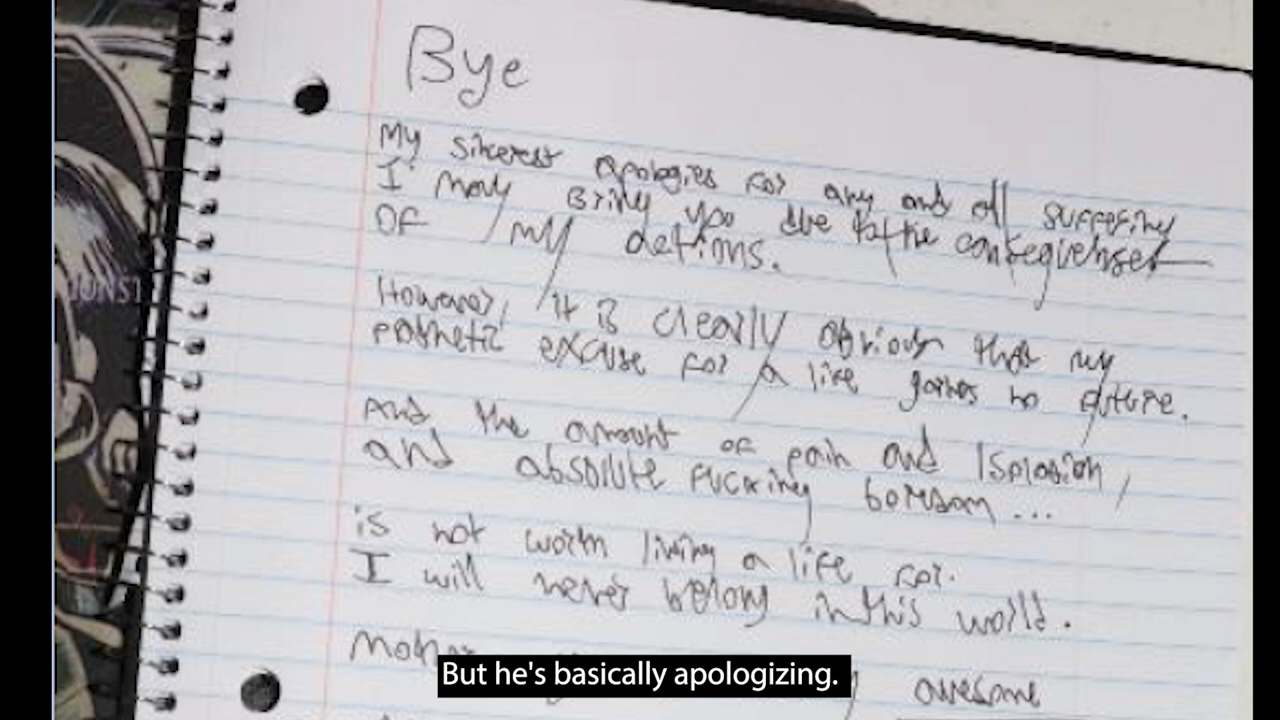 Bye
My sincerest apologies for any and all suffering
I may Bring you due to the consequenses
OF my actions.
However, it is clearly obvious that my
pathetic excuse for a life gains no future.
And the amount of pain and Isolation,
and absolute fucking boredom...
is not worth living a life for.
I will never belong in this world.
awesome
But he's basically apologizing.